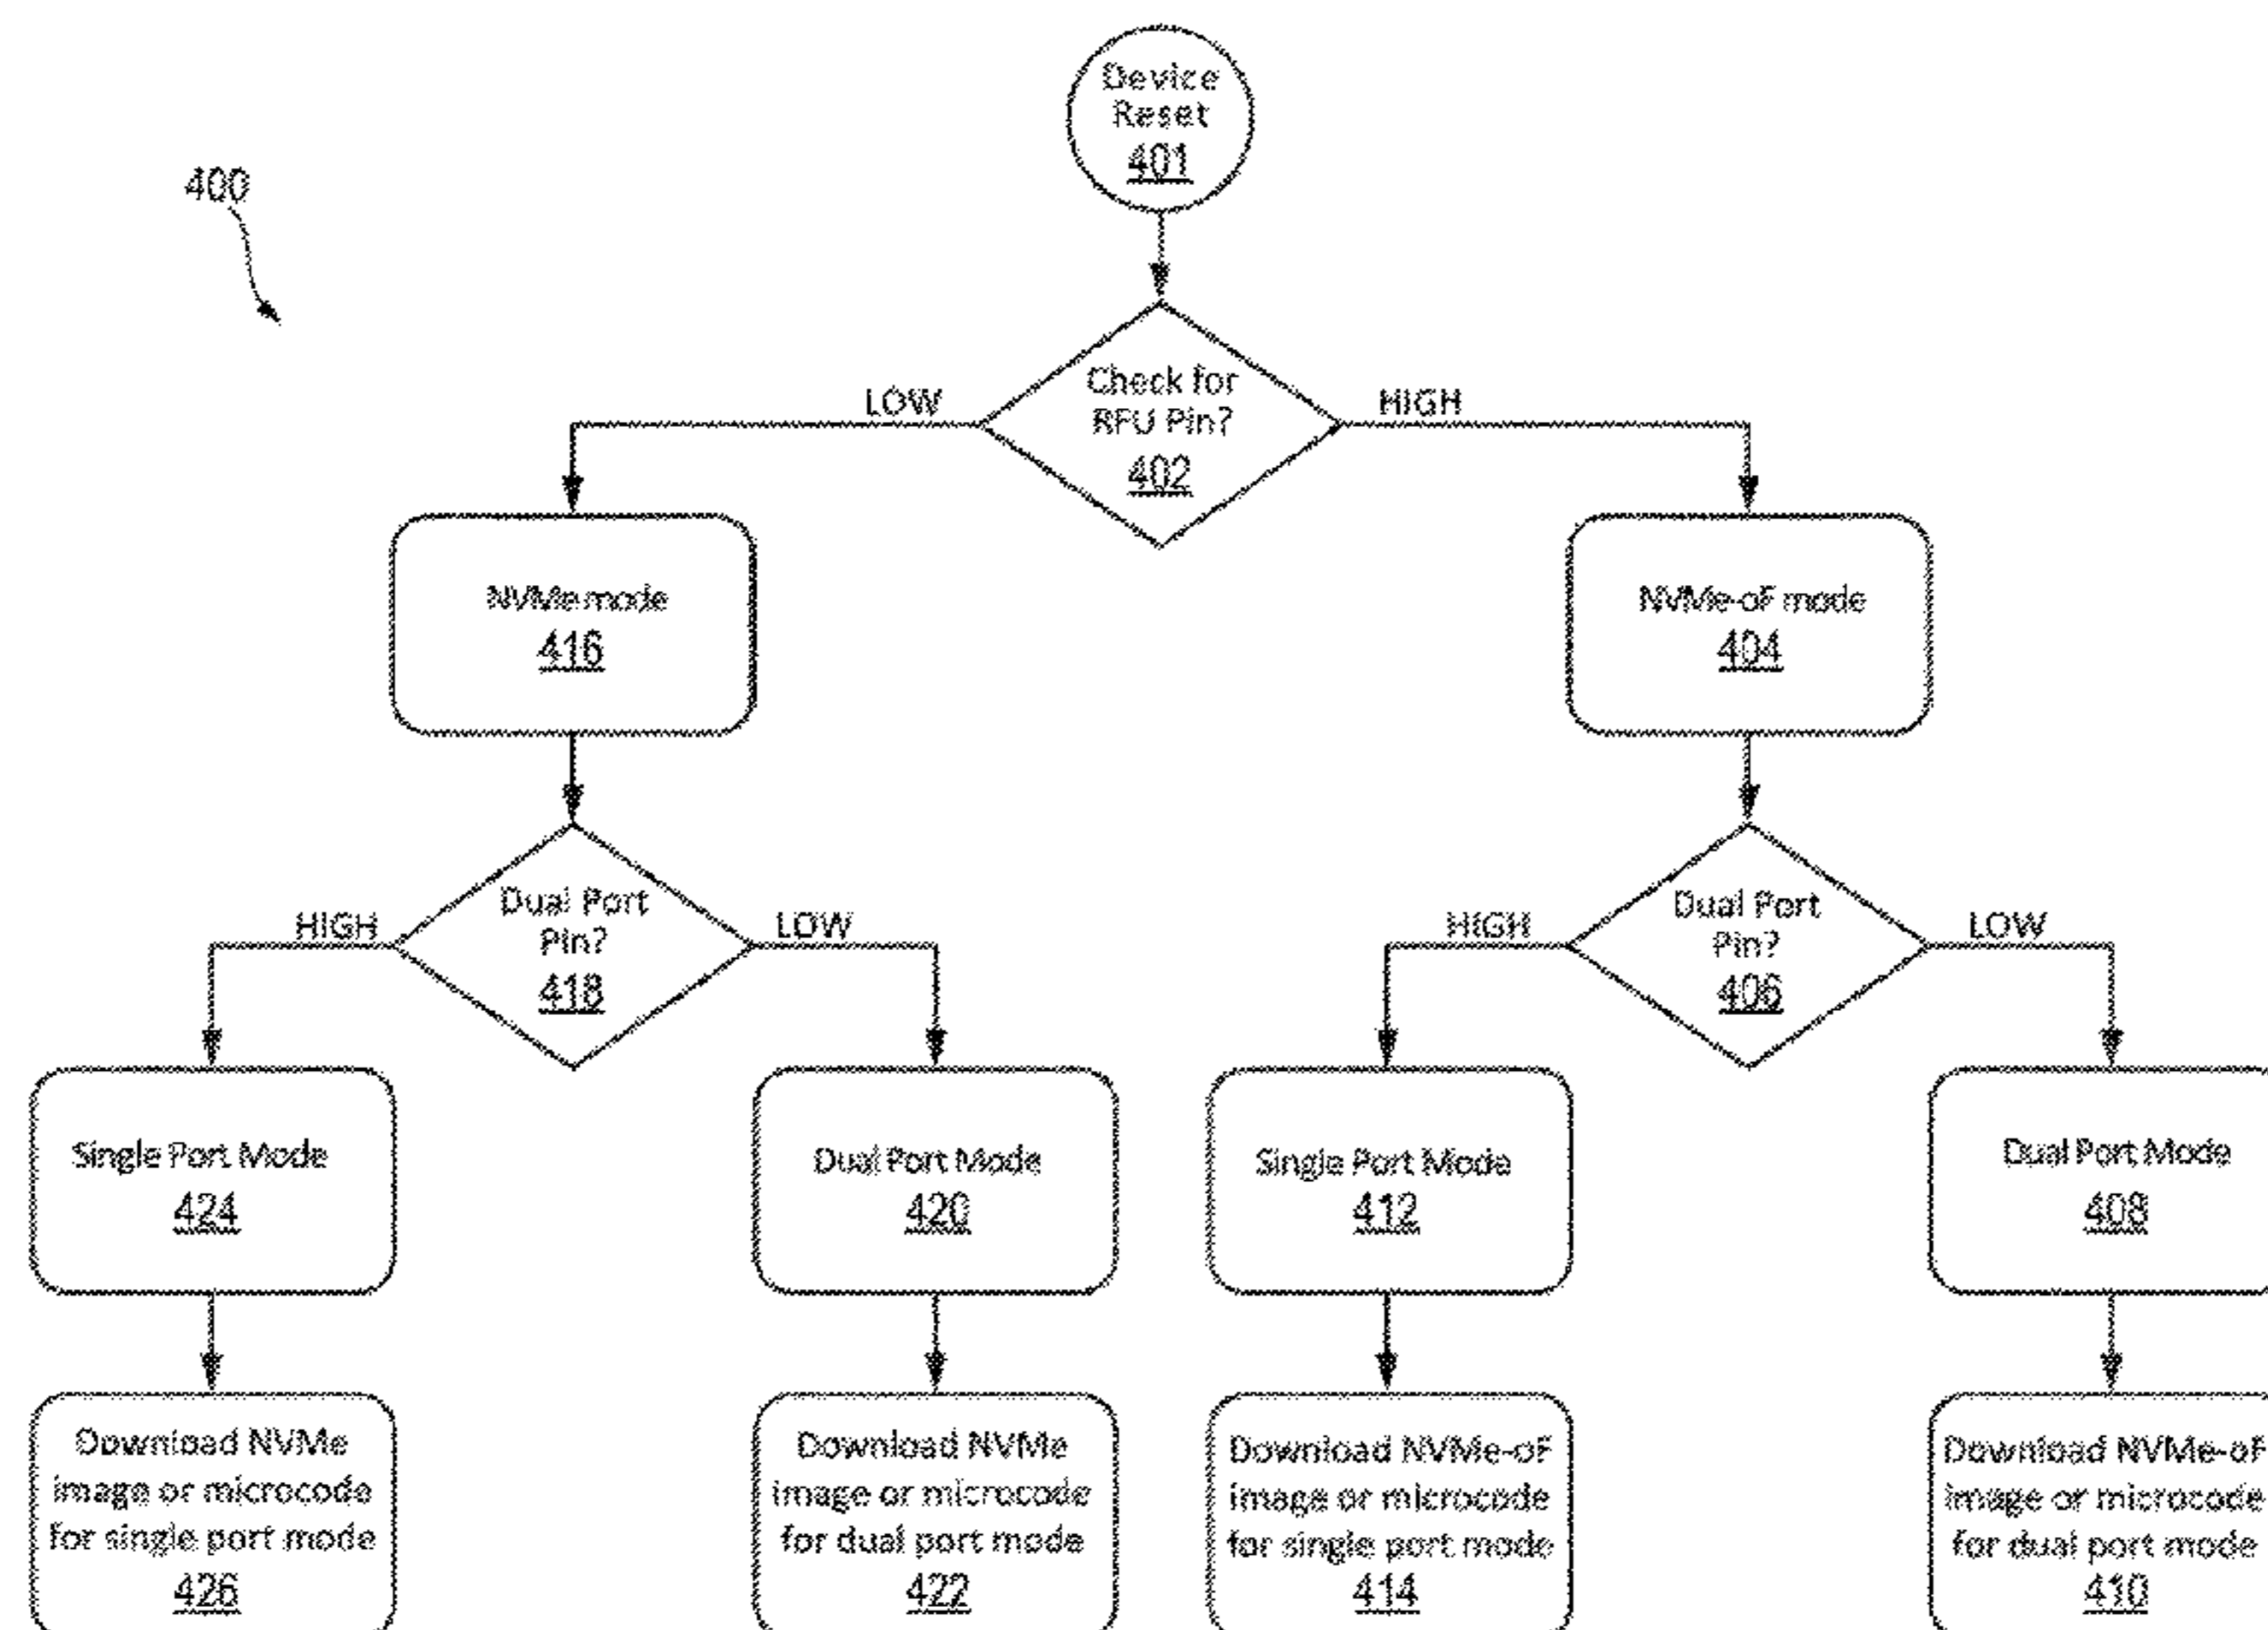 Device
Reset
401
400
Check for
RFU Pin?
402
LOW
HIGH
NVMe mode
416
NVMe-oF mode
404
Dual Port
Pin?
418
HIGH
LOW
Dual Port
Pin?
406
HIGH
LOW
Single Port Mode
424
Dual Port Mode
420
Single Port Mode
412
Dual Port Mode
408
Download NVMe
image or microcode
for single port mode
426
Download NVMe
image or microcode
for dual port mode
422
Download NVMe-oF
image or microcode
for single port mode
414
Download NVMe-oF
image or microcode
for dual port mode
410